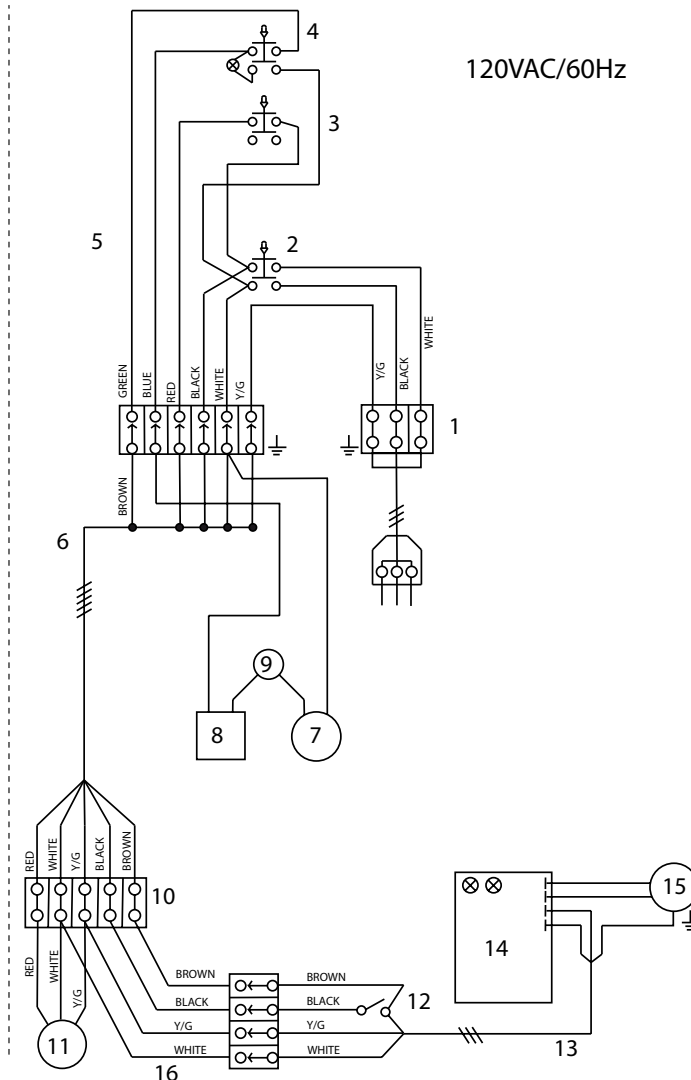 4
120VAC/60Hz
3
5
2
GREEN
BLUE
RED
BLACK
WHITE
Y/G
Y/G
BLACK
WHITE
1
BROWN
6
9
8
7
RED
WHITE
Y/G
BLACK
BROWN
10
15
14
RED
WHITE
Y/G
BROWN
BROWN
12
BLACK
BLACK
Y/G
Y/G
11
13
WHITE
WHITE
16